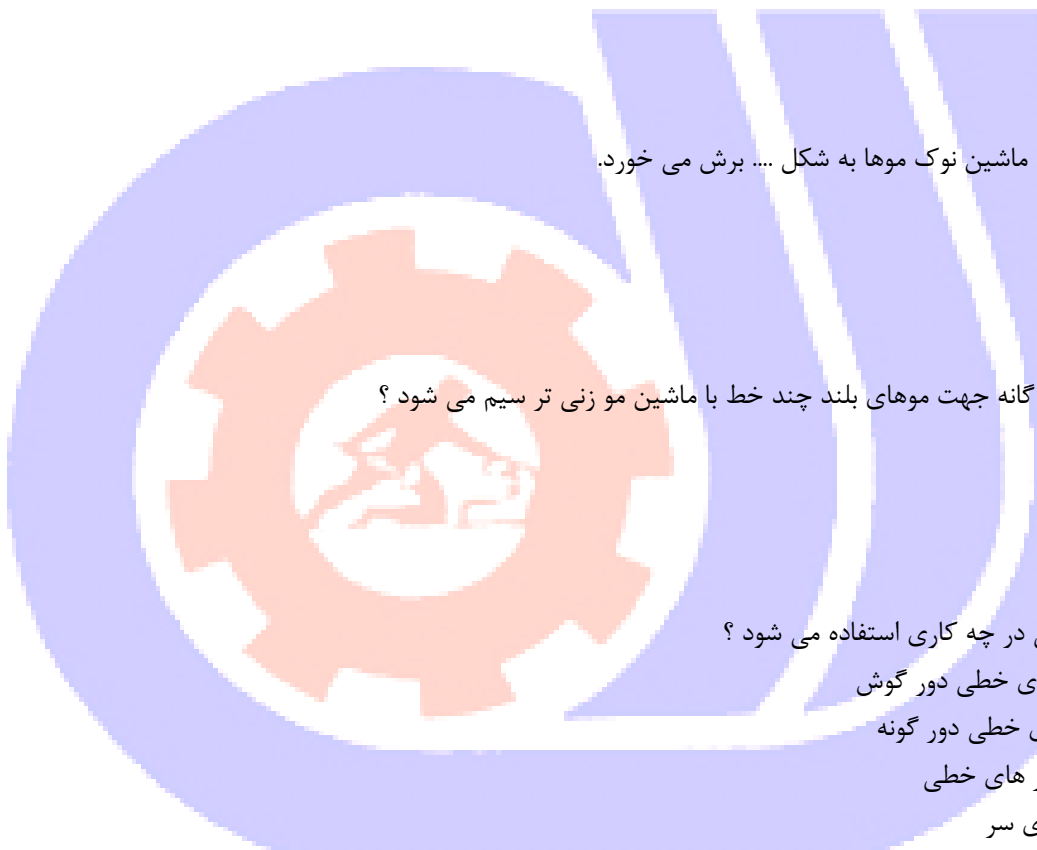 ماشین نوک موها به شکل .... برش می خورد.
گانه جهت موهای بلند چند خط با ماشین مو زنی تر سیم می شود ؟
در چه کاری استفاده می شود ؟
خطی دور گوش
خطی دور گونه
های خطی
سر